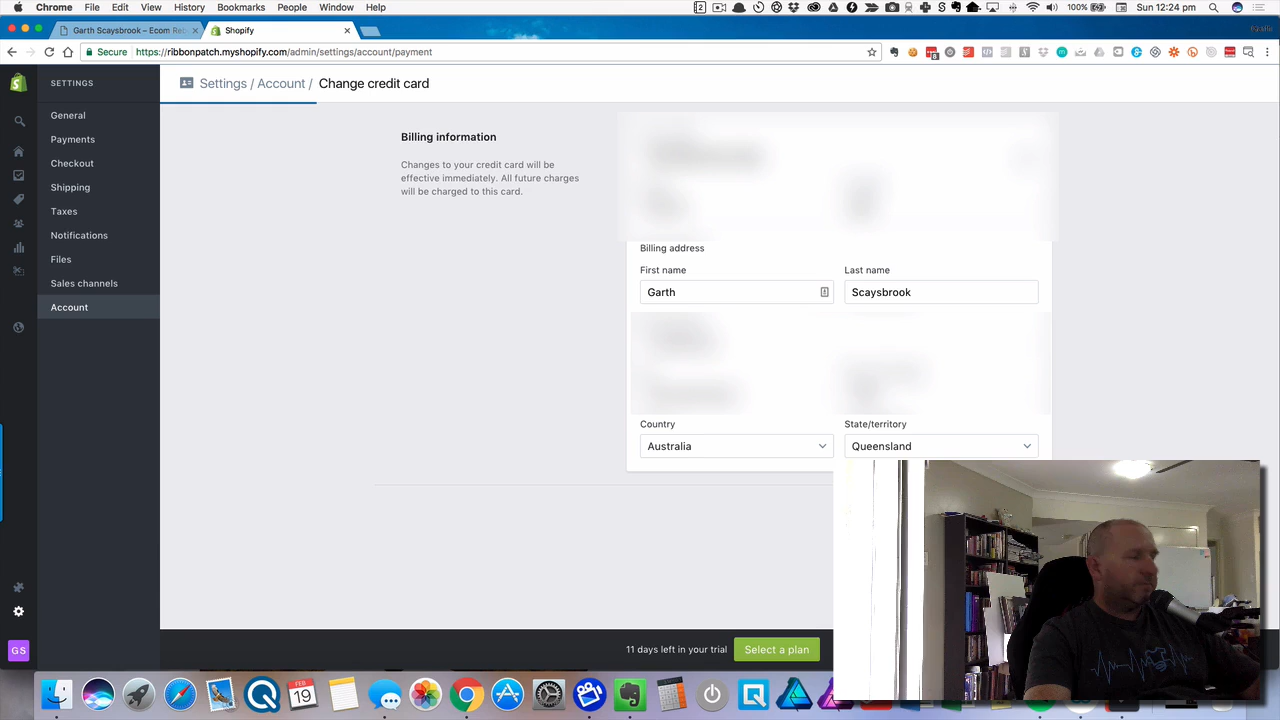 Chrome File Edit View History Bookmarks People Window Help
100% Sun 12:24 pm
Garth Scaysbrook – Ecom Reb
Shopify
Secure https://ribbonpatch.myshopify.com/admin/settings/account/payment
SETTINGS
Settings / Account / Change credit card
General
Payments
Checkout
Shipping
Taxes
Notifications
Files
Sales channels
Account
GS
Billing information
Changes to your credit card will be
effective immediately. All future charges
will be charged to this card.
Billing address
First name Last name
Garth Scaysbrook
Country State/territory
Australia Queensland
11 days left in your trial Select a plan
FEB
19